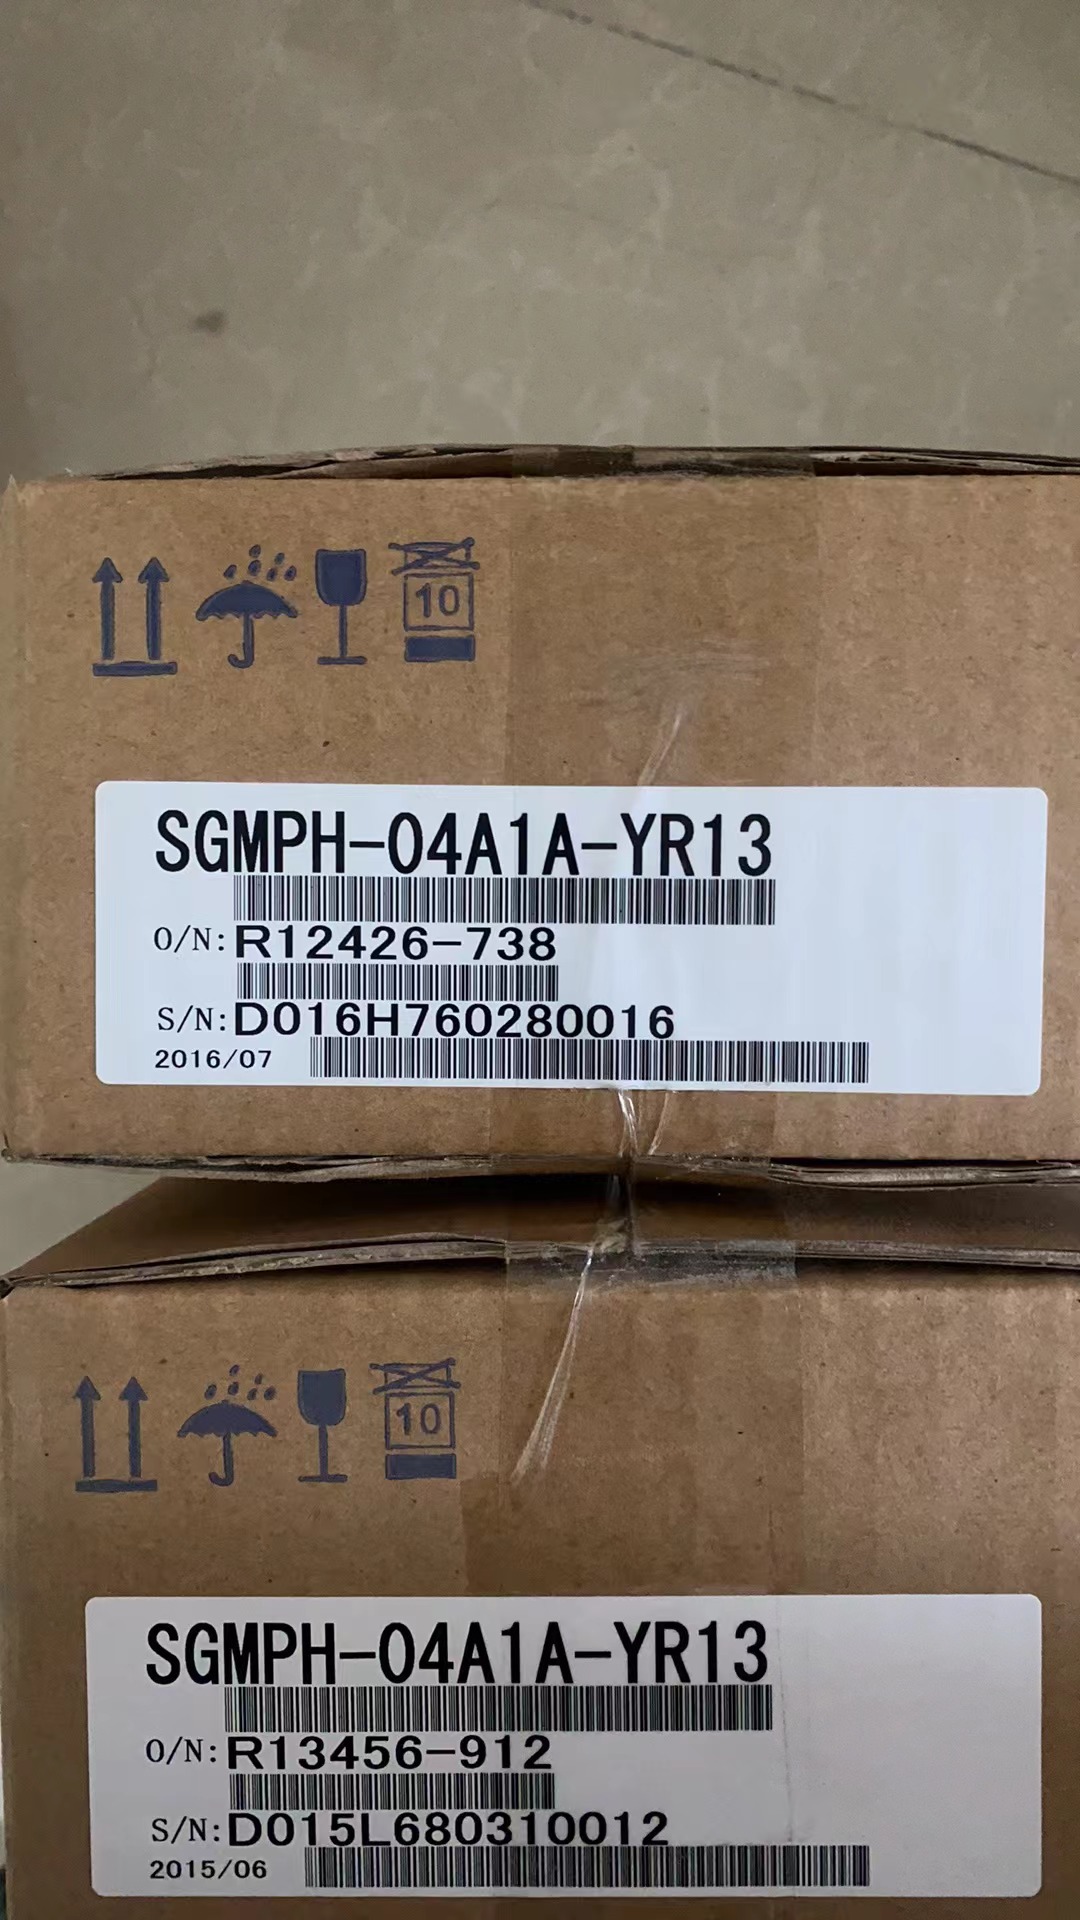 10
SGMPH-04A1A-YR13
O/N:R12426-738
S/N:D016H760280016
2016/07
10
SGMPH-04A1A-YR13
O/N:R13456-912
S/N:D015L680310012
2015/06